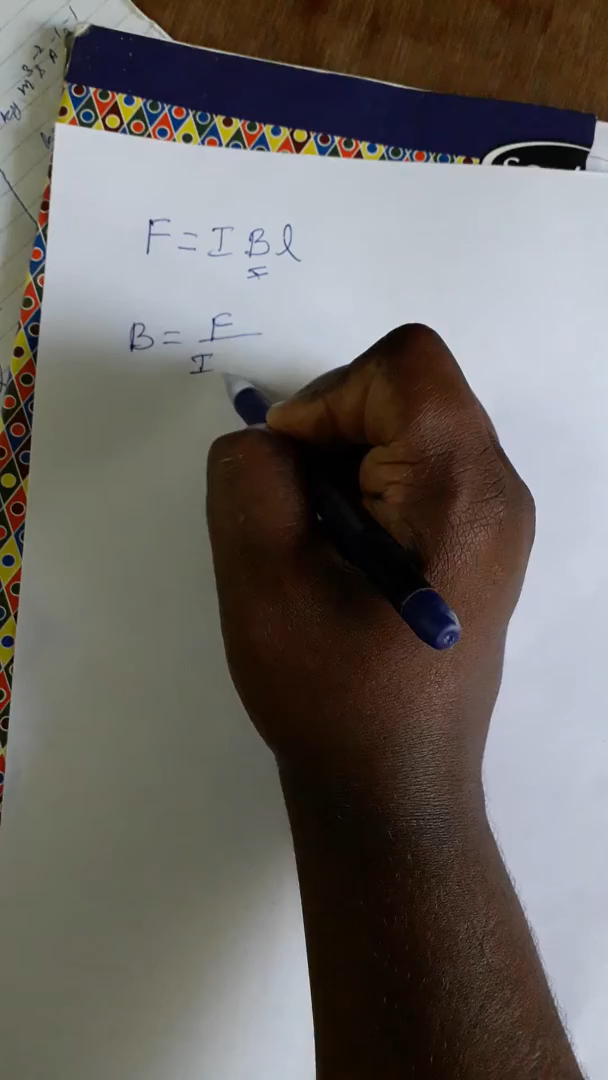 F = I B l
B = F
I